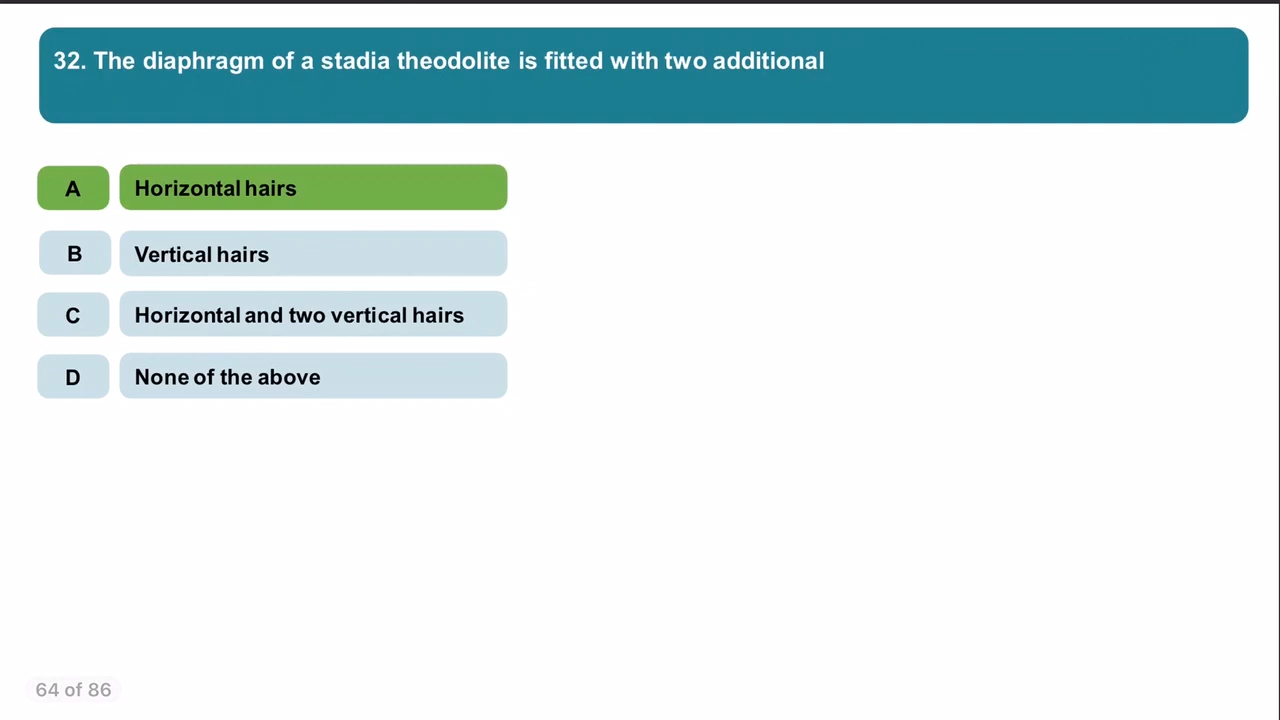 32. The diaphragm of a stadia theodolite is fitted with two additional
A
Horizontal hairs
B
Vertical hairs
C
Horizontal and two vertical hairs
D
None of the above
64 of 86